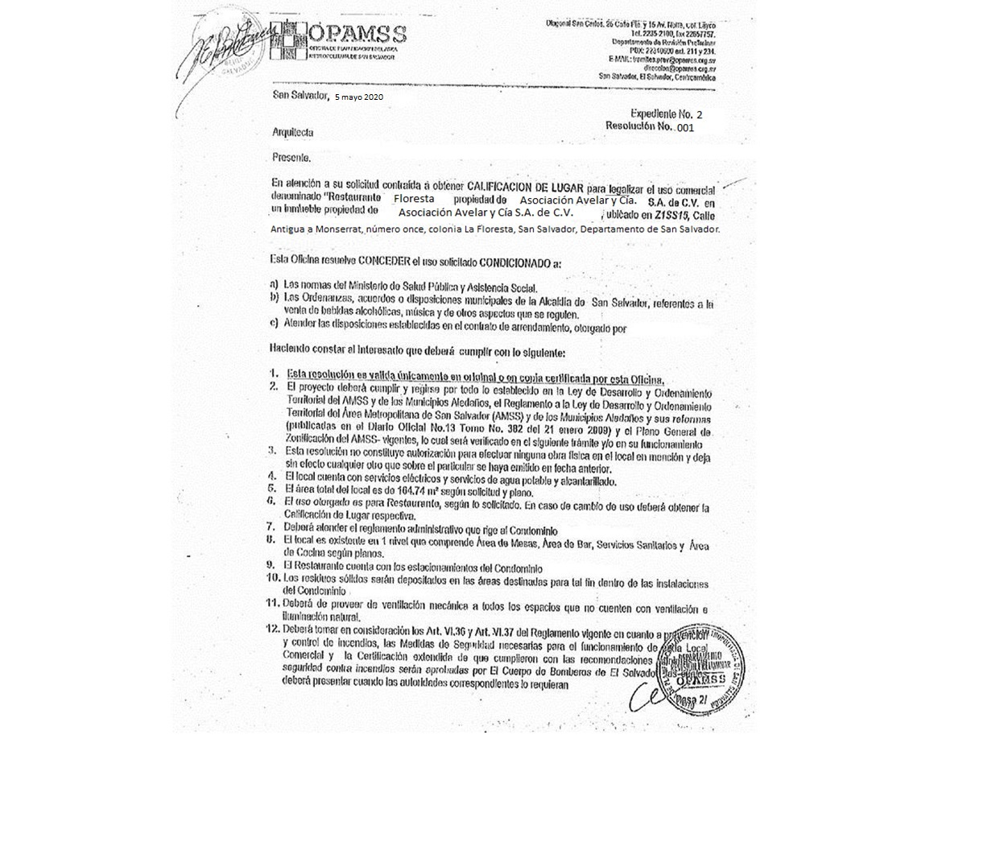 OPAMSS
OFICINA DE PLANIFICACION DEL AREA
METROPOLITANA DE SAN SALVADOR
Diagonal San Carlos, 25 Calle Pte. y 15 Av. Norte, col. Layco
Tel. 2235-2100, fax 22657757.
Departamento de Revisión Preliminar
PBX: 22340600 ext. 211 y 234.
E-MAIL: tramites.prev@opamss.org.sv
direccion@opamss.org.sv
San Salvador, El Salvador, Centroamérica
San Salvador, 5 mayo 2020
Expediente No. 2
Resolución No. 001
Arquitecta
Presente.
En atención a su solicitud contraída a obtener CALIFICACION DE LUGAR para legalizar el uso comercial
denominado "Restaurante Floresta propiedad de Asociación Avelar y Cía. S.A. de C.V. en
un inmueble propiedad de Asociación Avelar y Cía S.A. de C.V. , ubicado en Z1SS15, Calle
Antigua a Monserrat, número once, colonia La Floresta, San Salvador, Departamento de San Salvador.
Esta Oficina resuelve CONCEDER el uso solicitado CONDICIONADO a:
a) Las normas del Ministerio de Salud Pública y Asistencia Social.
b) Las Ordenanzas, acuerdos o disposiciones municipales de la Alcaldía de San Salvador, referentes a la
venta de bebidas alcohólicas, música y de otros aspectos que se regulen.
c) Atender las disposiciones establecidas en el contrato de arrendamiento, otorgado por
Haciendo constar al Interesado que deberá cumplir con lo siguiente:
1. Esta resolución es valida únicamente en original o en copia certificada por esta Oficina.
2. El proyecto deberá cumplir y regirse por todo lo establecido en la Ley de Desarrollo y Ordenamiento
Territorial del AMSS y de los Municipios Aledaños, el Reglamento a la Ley de Desarrollo y Ordenamiento
Territorial del Área Metropolitana de San Salvador (AMSS) y de los Municipios Aledaños y sus reformas
(publicadas en el Diario Oficial No.13 Tomo No. 382 del 21 enero 2009) y el Plano General de
Zonificación del AMSS- vigentes, lo cual será verificado en el siguiente trámite y/o en su funcionamiento
3. Esta resolución no constituye autorización para efectuar ninguna obra física en el local en mención y deja
sin efecto cualquier otro que sobre el particular se haya emitido en fecha anterior.
4. El local cuenta con servicios eléctricos y servicios de agua potable y alcantarillado.
5. El área total del local es de 164.74 m² según solicitud y plano.
6. El uso otorgado es para Restaurante, según lo solicitado. En caso de cambio de uso deberá obtener la
Calificación de Lugar respectiva.
7. Deberá atender el reglamento administrativo que rige al Condominio
8. El local es existente en 1 nivel que comprende Área de Mesas, Área de Bar, Servicios Sanitarios y Área
de Cocina según planos.
9. El Restaurante cuenta con los estacionamientos del Condominio
10. Los residuos sólidos serán depositados en las áreas destinadas para tal fin dentro de las instalaciones
del Condominio
11. Deberá de proveer de ventilación mecánica a todos los espacios que no cuenten con ventilación e
iluminación natural.
12. Deberá tomar en consideración los Art. VI.36 y Art. VI.37 del Reglamento vigente en cuanto a prevención
y control de incendios, las Medidas de Seguridad necesarias para el funcionamiento de cada Local
Comercial y la Certificación extendida de que cumplieron con las recomendaciones
seguridad contra incendios serán aprobadas por El Cuerpo de Bomberos de El Salvador
deberá presentar cuando las autoridades correspondientes lo requieran
DEPARTAMENTO
REVISION PRELIMINAR
OPAMSS
Pasa 2/